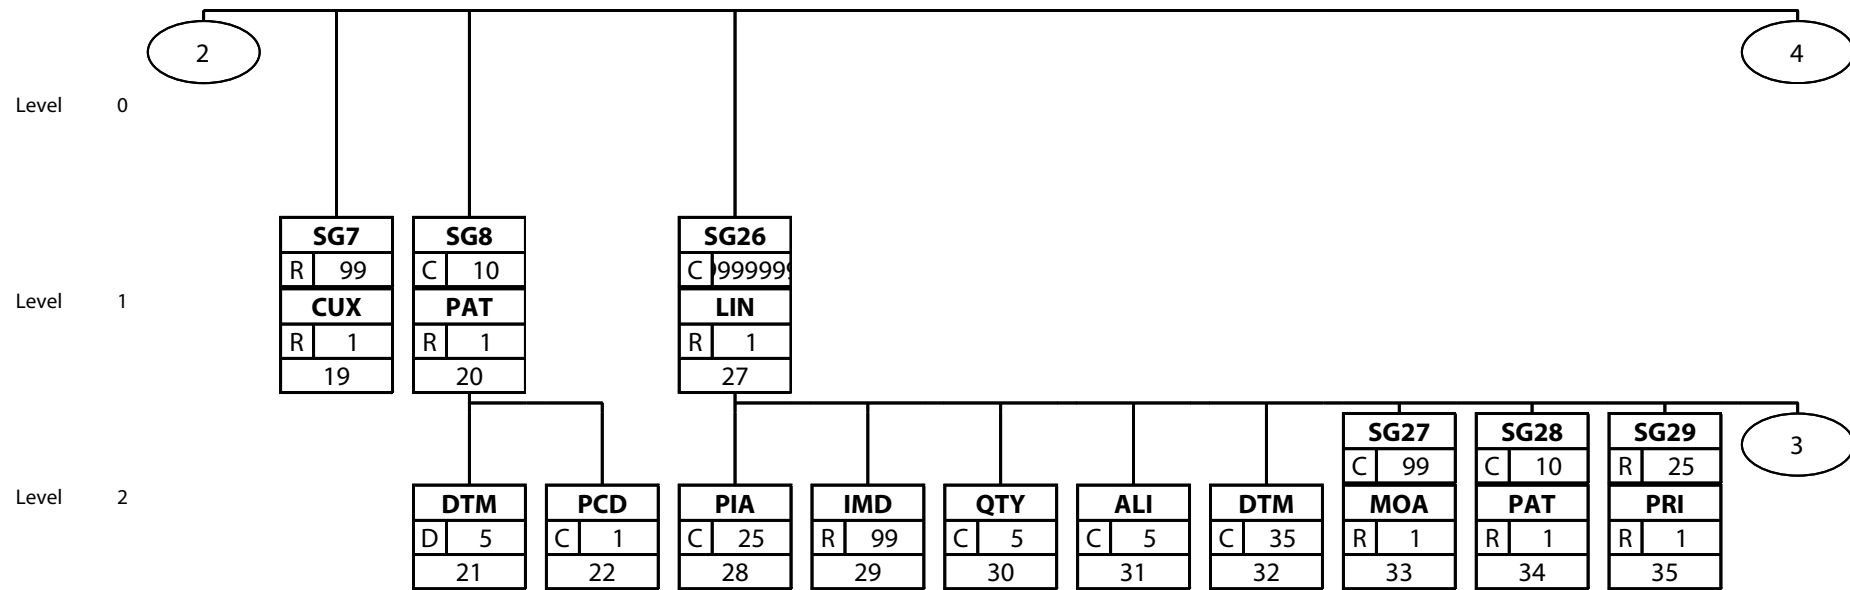 2 4
Level 0
SG7 SG8 SG26
R 99 C 10 C 9999999
Level 1
CUX PAT LIN
R 1 R 1 R 1
19 20 27
SG27 SG28 SG29
3
C 99 C 10 R 25
Level 2
DTM PCD PIA IMD QTY ALI DTM MOA PAT PRI
D 5 C 1 C 25 R 99 C 5 C 5 C 35 R 1 R 1 R 1
21 22 28 29 30 31 32 33 34 35